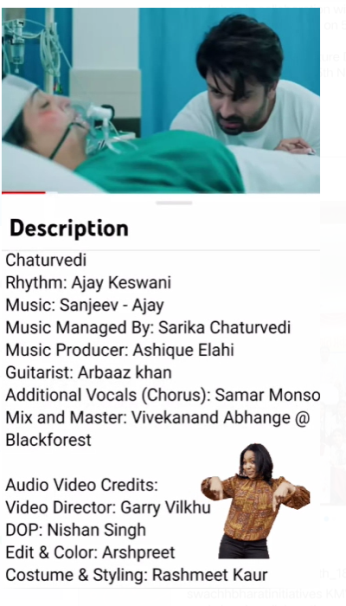 Description
Chaturvedi
Rhythm: Ajay Keswani
Music: Sanjeev - Ajay
Music Managed By: Sarika Chaturvedi
Music Producer: Ashique Elahi
Guitarist: Arbaaz khan
Additional Vocals (Chorus): Samar Monso
Mix and Master: Vivekanand Abhange @
Blackforest
Audio Video Credits:
Video Director: Garry Vilkhu
DOP: Nishan Singh
Edit & Color: Arshpreet
Costume & Styling: Rashmeet Kaur